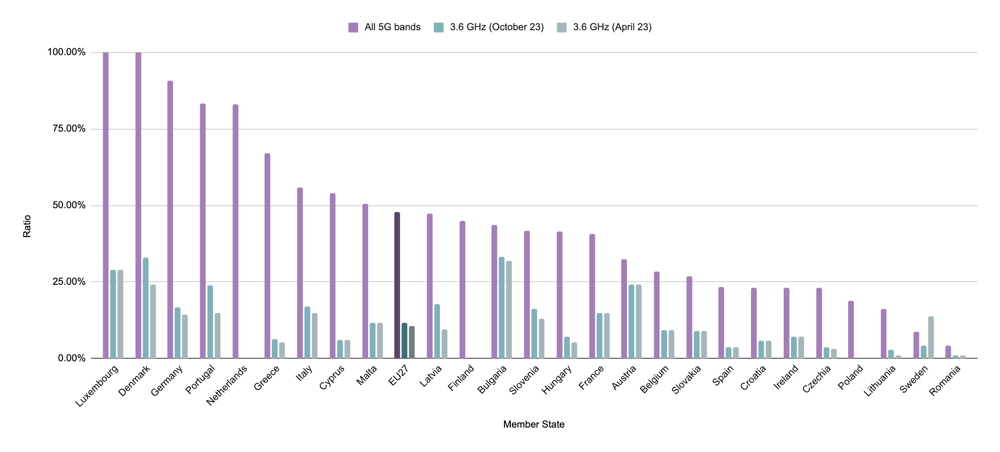 All 5G bands 3.6 GHz (October 23) 3.6 GHz (April 23)
100.00%
75.00%
50.00%
25.00%
0.00%
Ratio
Luxembourg
Denmark
Germany
Portugal
Netherlands
Greece
Italy
Cyprus
Malta
EU27
Latvia
Finland
Bulgaria
Slovenia
Hungary
France
Austria
Belgium
Slovakia
Spain
Croatia
Ireland
Czechia
Poland
Lithuania
Sweden
Romania
Member State